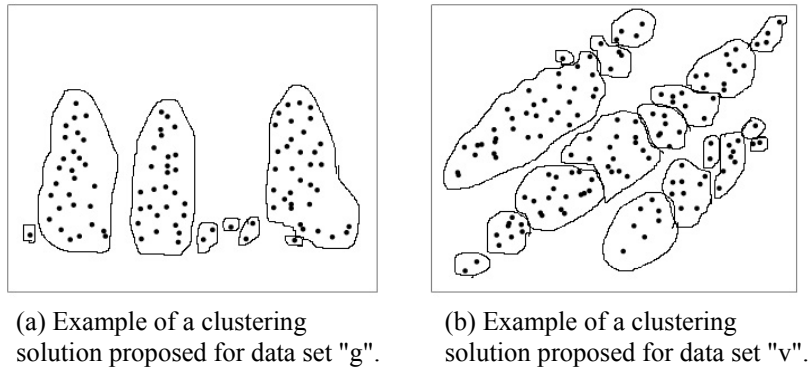 (a) Example of a clustering
solution proposed for data set "g".
(b) Example of a clustering
solution proposed for data set "v".